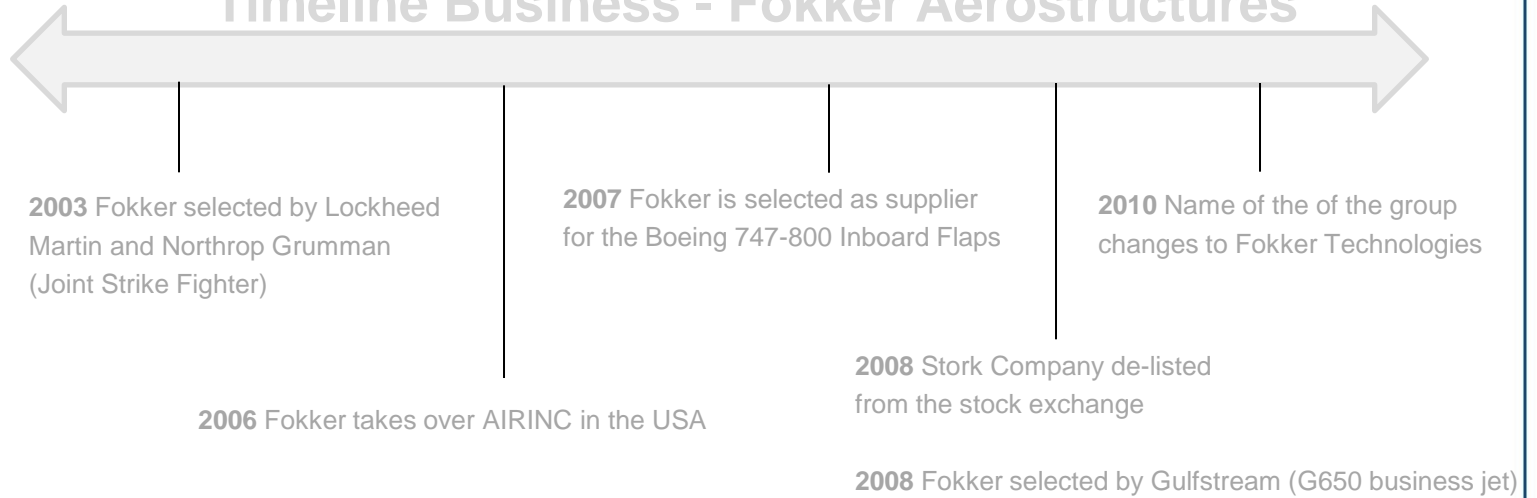 Timeline Business - Fokker Aerostructures
2003 Fokker selected by Lockheed
Martin and Northrop Grumman
(Joint Strike Fighter)
2006 Fokker takes over AIRINC in the USA
2007 Fokker is selected as supplier
for the Boeing 747-800 Inboard Flaps
2008 Stork Company de-listed
from the stock exchange
2008 Fokker selected by Gulfstream (G650 business jet)
2010 Name of the of the group
changes to Fokker Technologies